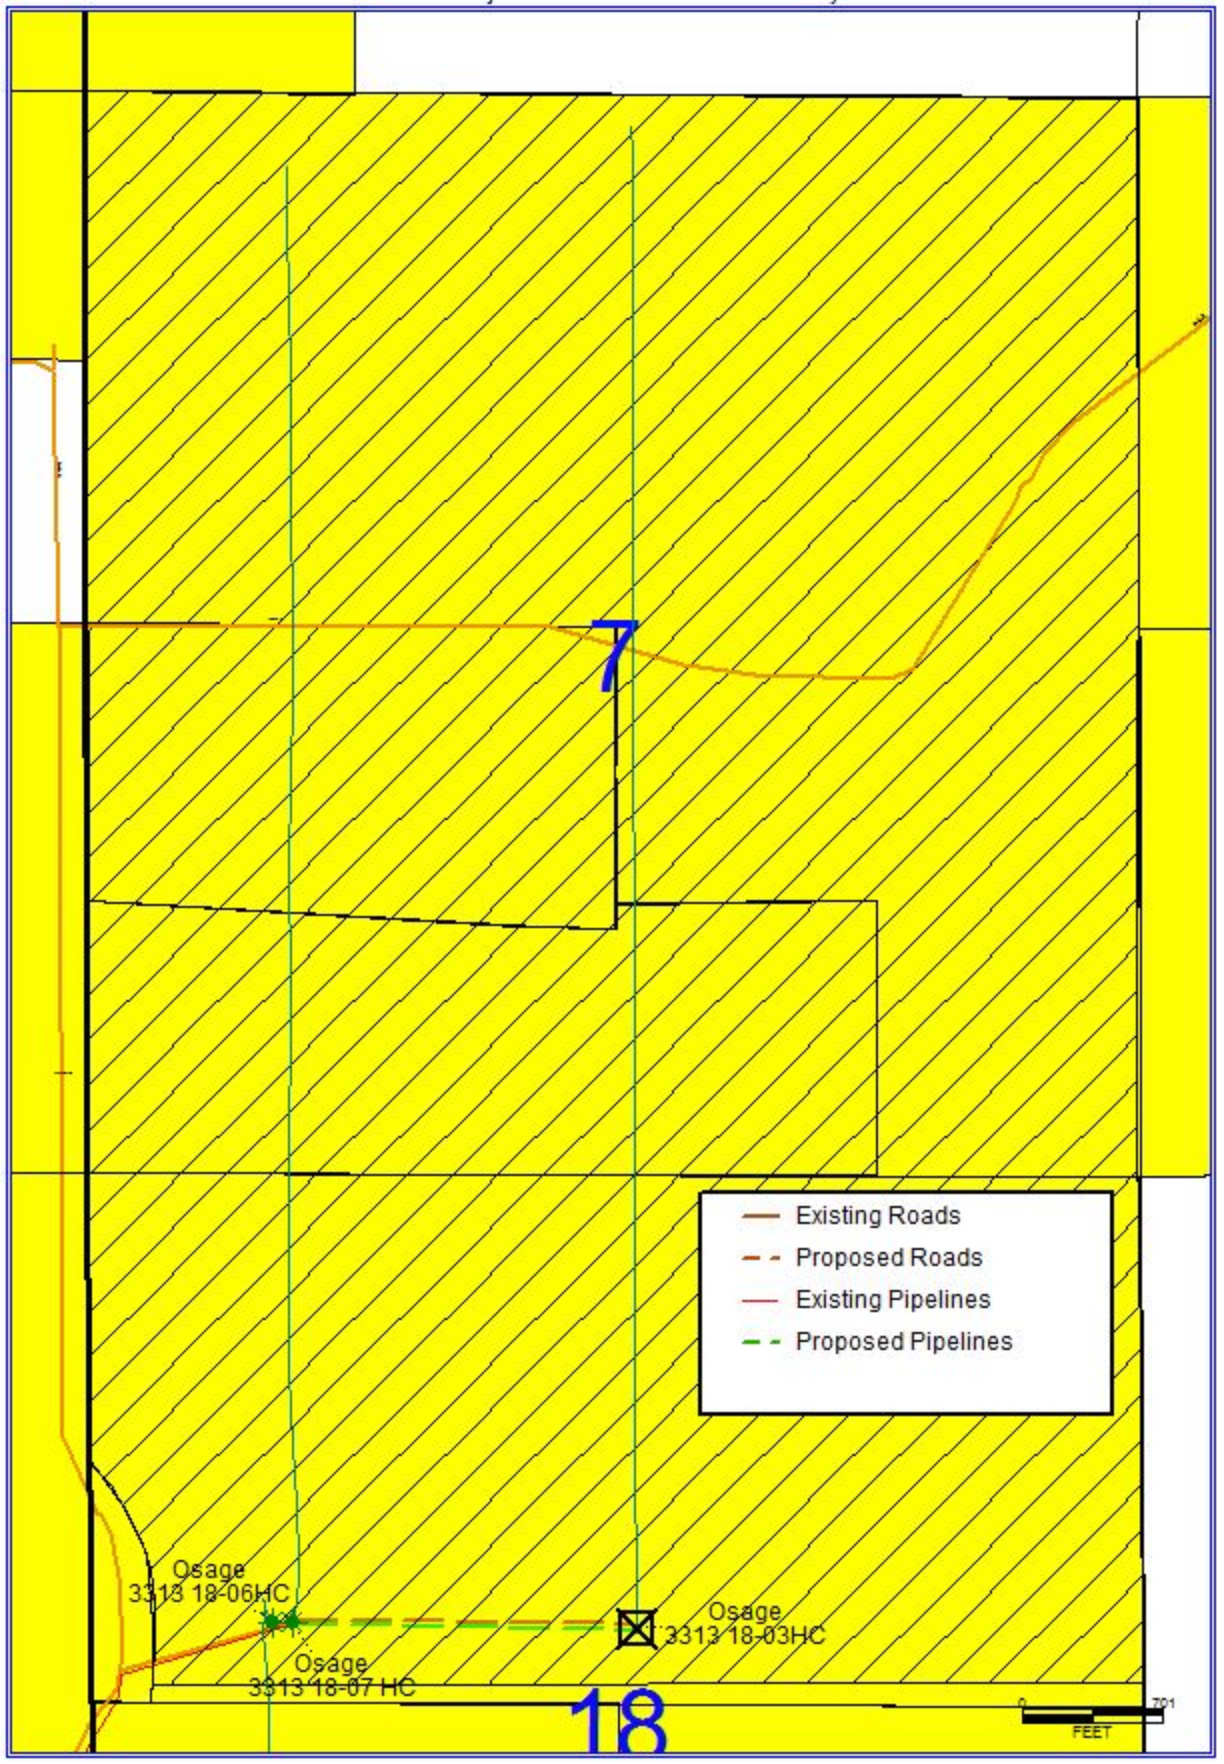 7
Existing Roads
Proposed Roads
Existing Pipelines
Proposed Pipelines
Osage
3313 18-06HC
Osage
3313 18-03HC
Osage
3313 18-07 HC
18
0 701
FEET